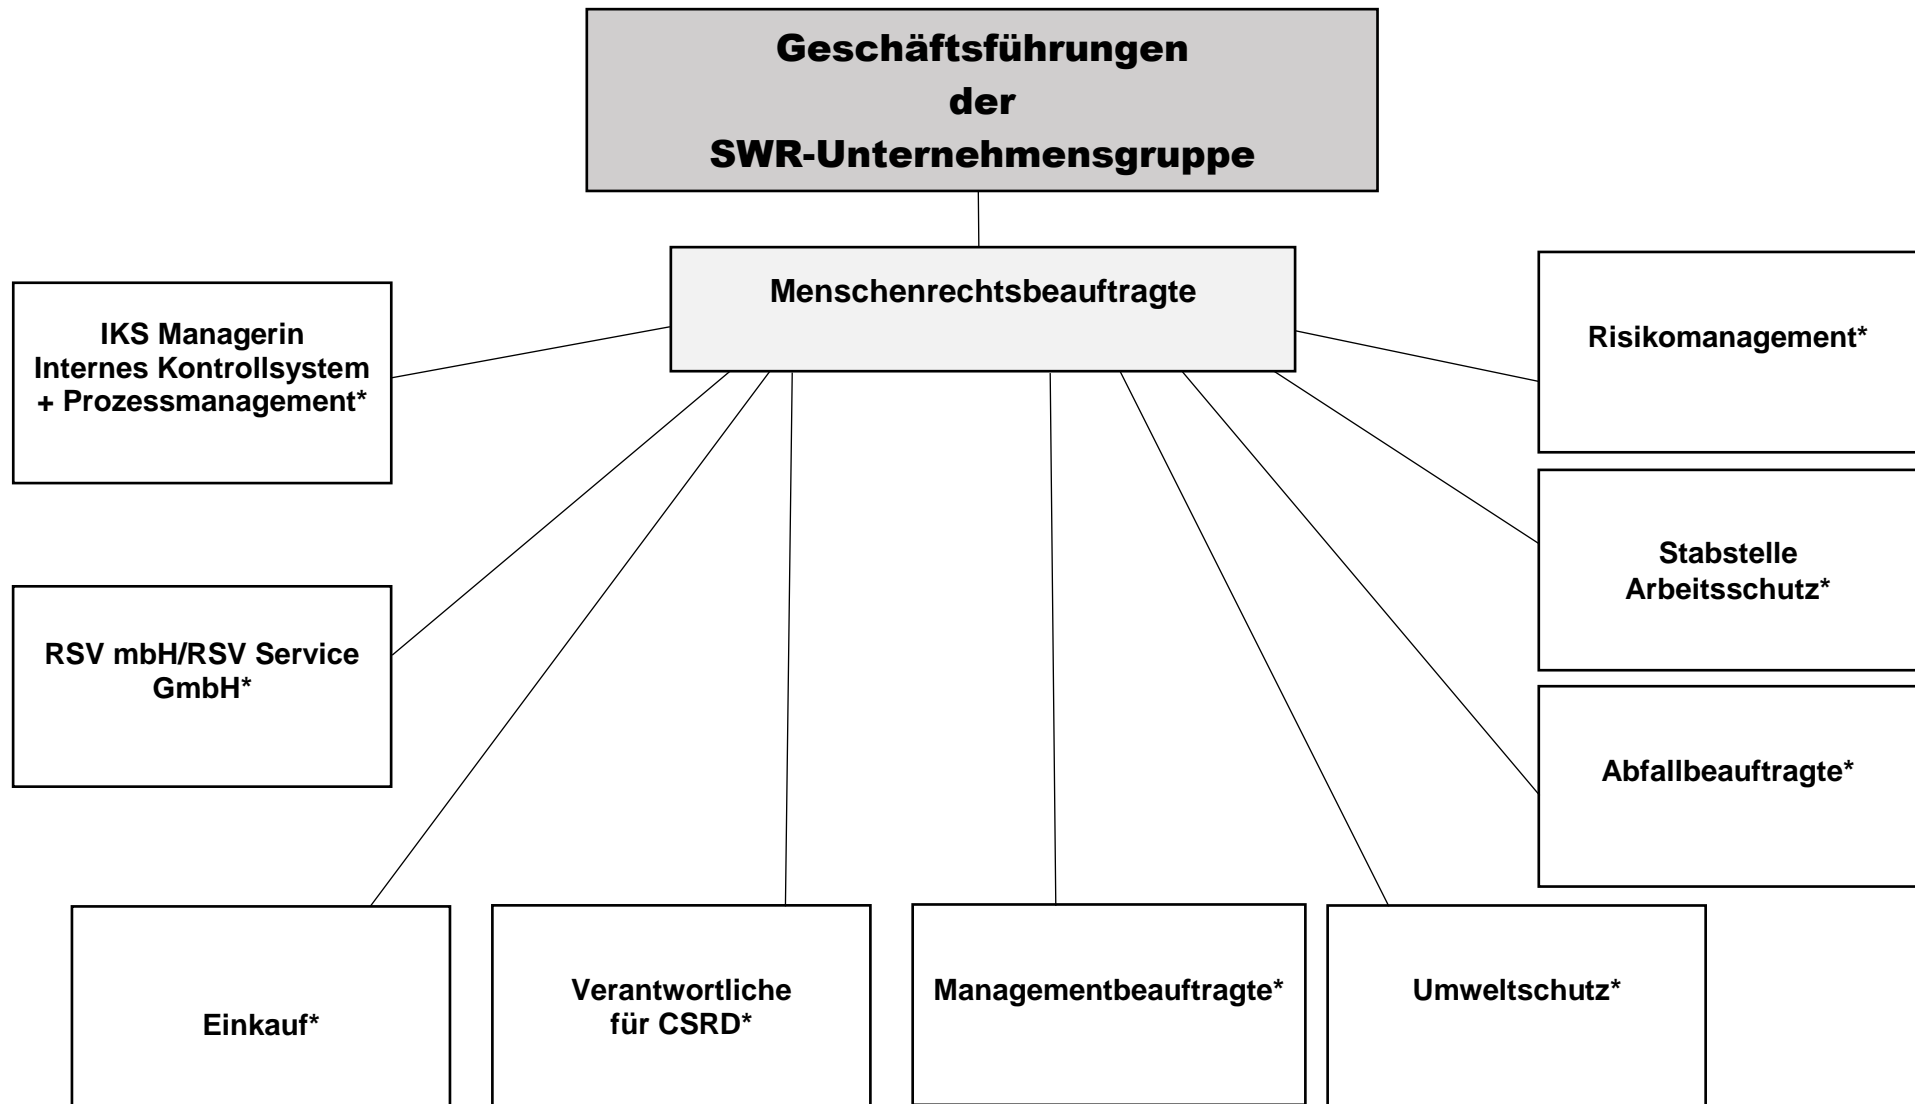 Geschäftsführungen
der
SWR-Unternehmensgruppe
Menschenrechtsbeauftragte
IKS Managerin
Internes Kontrollsystem
+ Prozessmanagement*
Risikomanagement*
Stabstelle
Arbeitsschutz*
RSV mbH/RSV Service
GmbH*
Abfallbeauftragte*
Einkauf*
Verantwortliche
für CSRD*
Managementbeauftragte*
Umweltschutz*